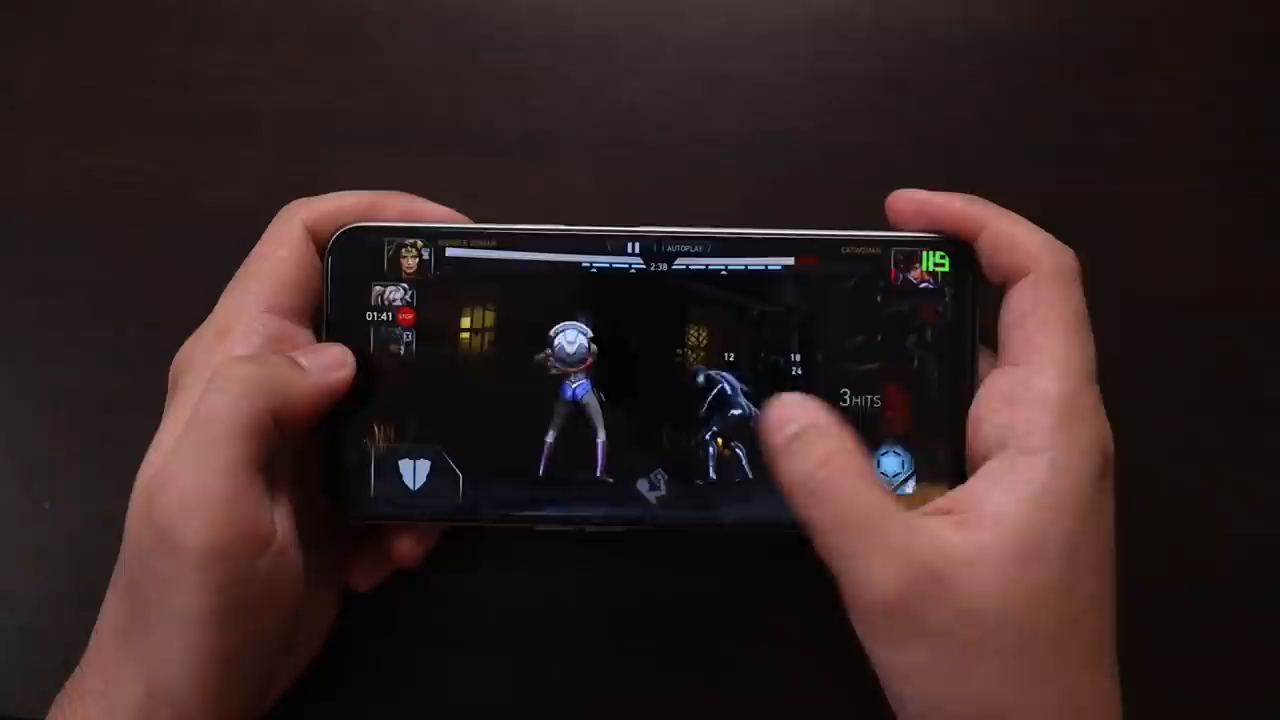 WONDER WOMAN
AUTOPLAY
CATWOMAN
2:38
119
01:41
STOP
12
18
24
3HITS